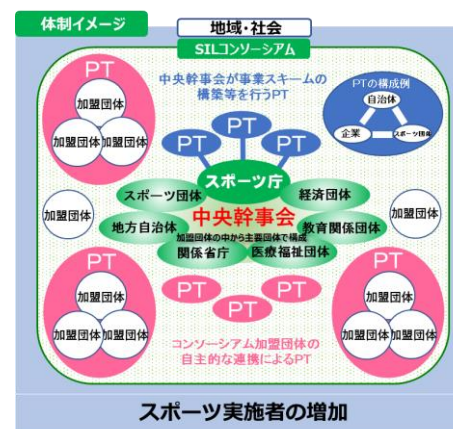 体制イメージ
地域・社会
SILコンソーシアム
PT
加盟団体
加盟団体 加盟団体
中央幹事会が事業スキームの
構築等を行うPT
PT
PT
PT
PTの構成例
自治体
企業
スポーツ団体
スポーツ庁
スポーツ団体
経済団体
加盟団体
地方自治体
中央幹事会
教育関係団体
加盟団体
加盟団体の中から主要団体で構成
関係省庁
医療福祉団体
PT
加盟団体
加盟団体 加盟団体
PT
PT
PT
コンソーシアム加盟団体の
自主的な連携によるPT
PT
加盟団体
加盟団体 加盟団体
スポーツ実施者の増加